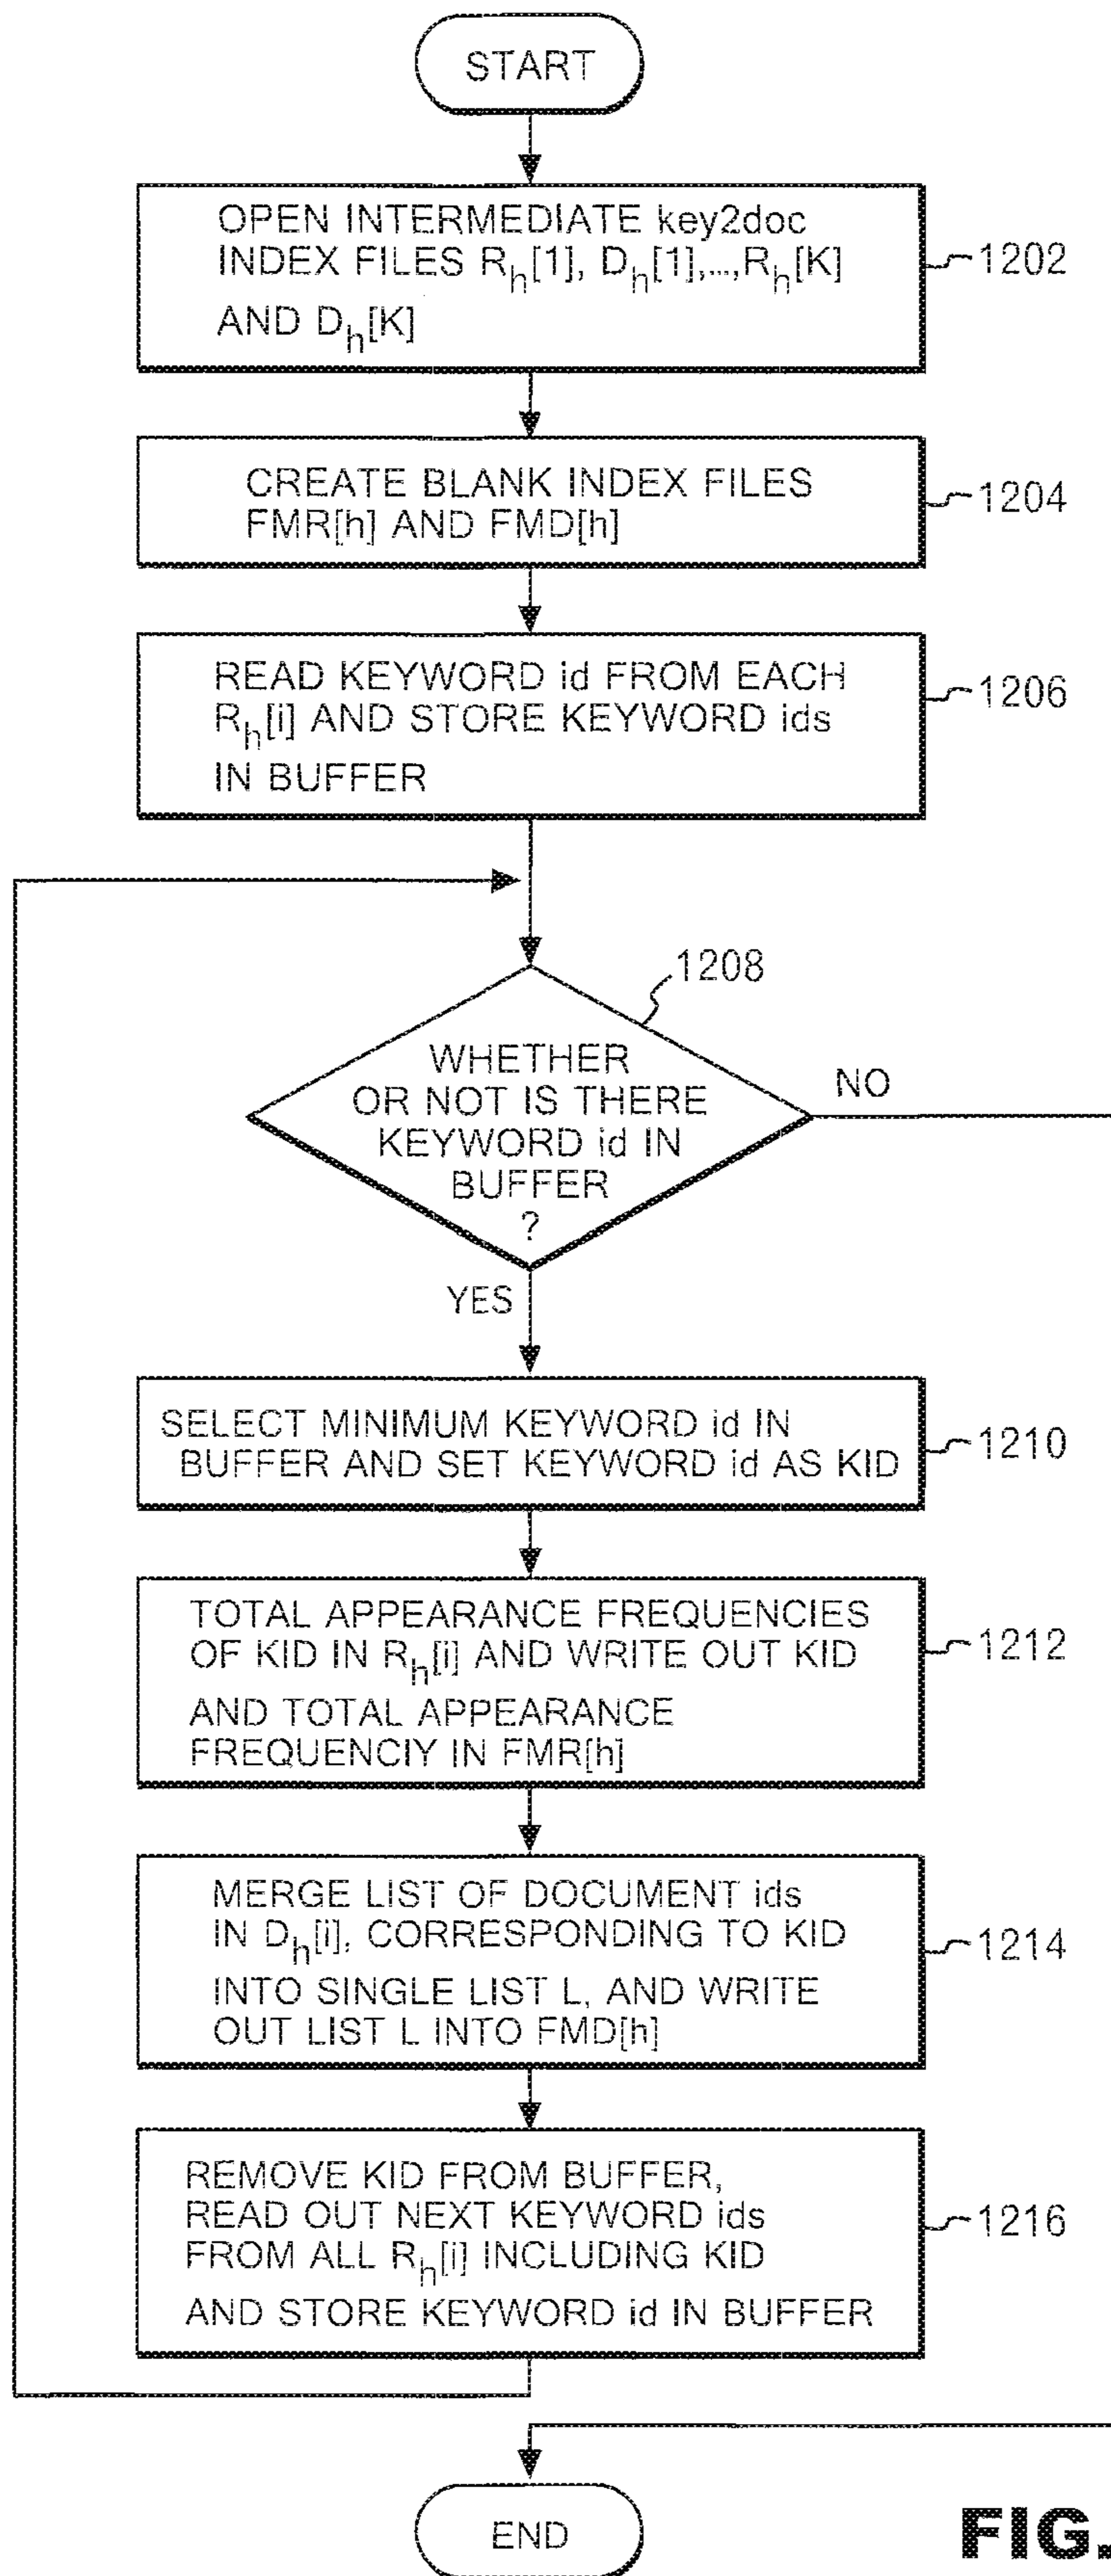 START
OPEN INTERMEDIATE key2doc
INDEX FILES Rh[1], Dh[1],...,Rh[K]
AND Dh[K]
1202
CREATE BLANK INDEX FILES
FMR[h] AND FMD[h]
1204
READ KEYWORD id FROM EACH
Rh[i] AND STORE KEYWORD ids
IN BUFFER
1206
1208
WHETHER
OR NOT IS THERE
KEYWORD id IN
BUFFER
?
NO
YES
SELECT MINIMUM KEYWORD id IN
BUFFER AND SET KEYWORD id AS KID
1210
TOTAL APPEARANCE FREQUENCIES
OF KID IN Rh[i] AND WRITE OUT KID
AND TOTAL APPEARANCE
FREQUENCIY IN FMR[h]
1212
MERGE LIST OF DOCUMENT ids
IN Dh[i], CORRESPONDING TO KID
INTO SINGLE LIST L, AND WRITE
OUT LIST L INTO FMD[h]
1214
REMOVE KID FROM BUFFER,
READ OUT NEXT KEYWORD ids
FROM ALL Rh[i] INCLUDING KID
AND STORE KEYWORD id IN BUFFER
1216
END
FIG.